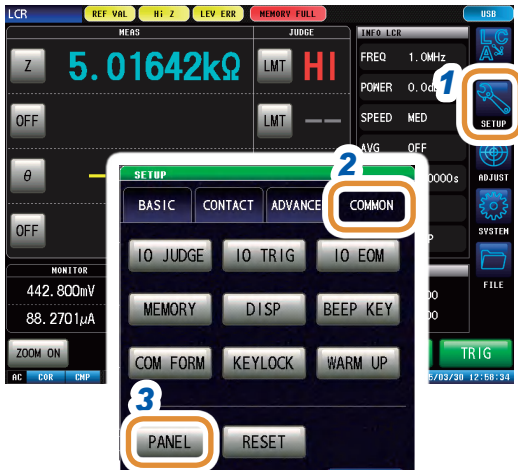 LCR REF VAL Hi Z LEV ERR MEMORY FULL USB
MEAS JUDGE INFO LCR
Z 5.01642kΩ LMT HI
FREQ 1.0MHz
POWER 0.0d
1
SETUP
OFF LMT --
SPEED MED
AVG OFF
θ
0000s
ADJUST
OFF
P
SYSTEM
MONITOR
442.800mV
88.2701μA
00
00
FILE
ZOOM ON
TRIG
AC COR CMP
5/03/30 12:58:34
2
SETUP
BASIC CONTACT ADVANCE COMMON
IO JUDGE IO TRIG IO EOM
MEMORY DISP BEEP KEY
COM FORM KEYLOCK WARM UP
3
PANEL RESET